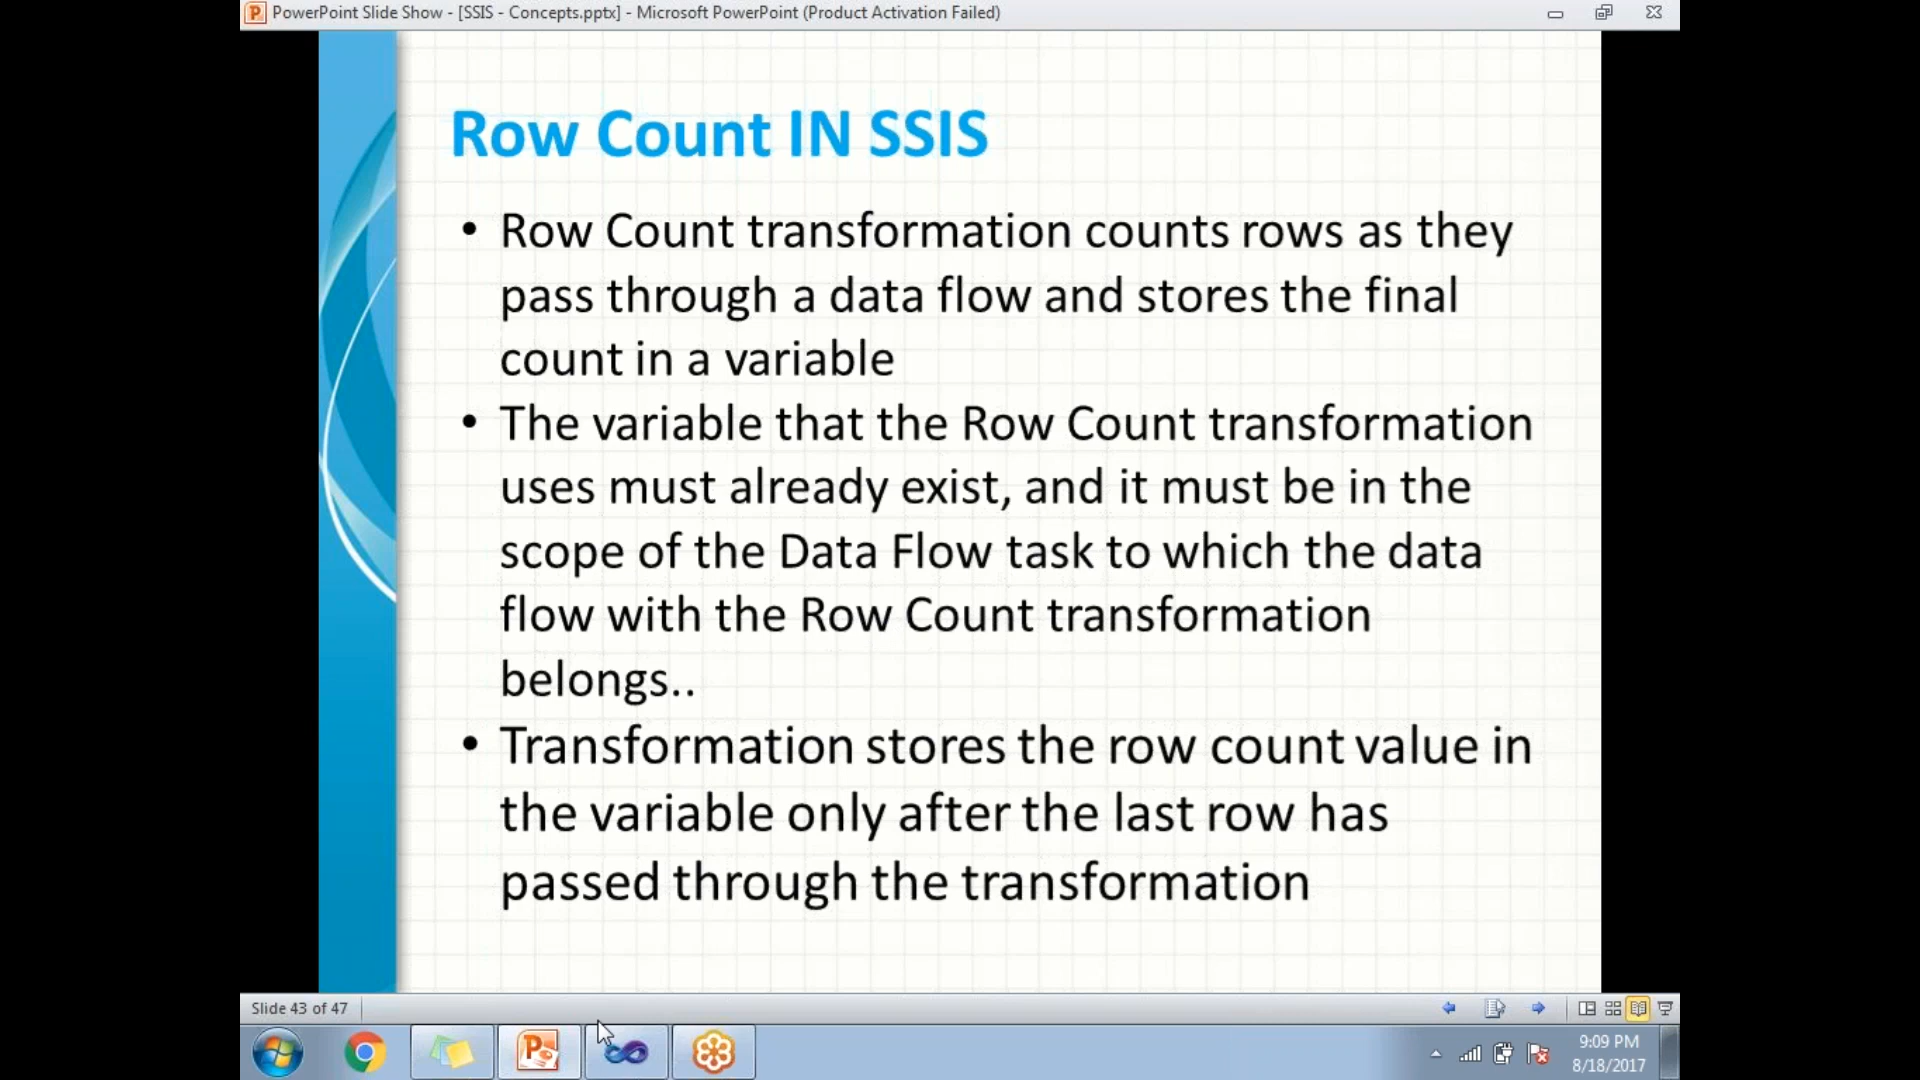 PowerPoint Slide Show - [SSIS - Concepts.pptx] - Microsoft PowerPoint (Product Activation Failed)
Row Count IN SSIS
• Row Count transformation counts rows as they
pass through a data flow and stores the final
count in a variable
• The variable that the Row Count transformation
uses must already exist, and it must be in the
scope of the Data Flow task to which the data
flow with the Row Count transformation
belongs..
• Transformation stores the row count value in
the variable only after the last row has
passed through the transformation
Slide 43 of 47
9:09 PM
8/18/2017